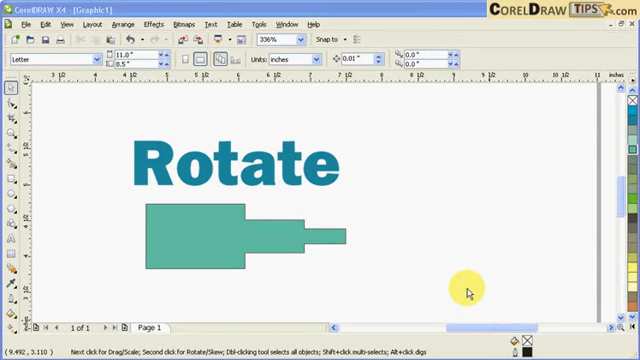 CorelDRAW X4 - [Graphic1]
CORELDRAW TIPS.com
File Edit View Layout Arrange Effects Bitmaps Text Table Tools Window Help
336% Snap to
Letter 11.0" 8.5" Units: inches 0.01" 0.0" 0.0"
inches
Rotate
1 of 1 Page 1
(9.492, 3.110) Next click for Drag/Scale; Second click for Rotate/Skew; Dbl-clicking tool selects all objects; Shift+click multi-selects; Alt+click digs